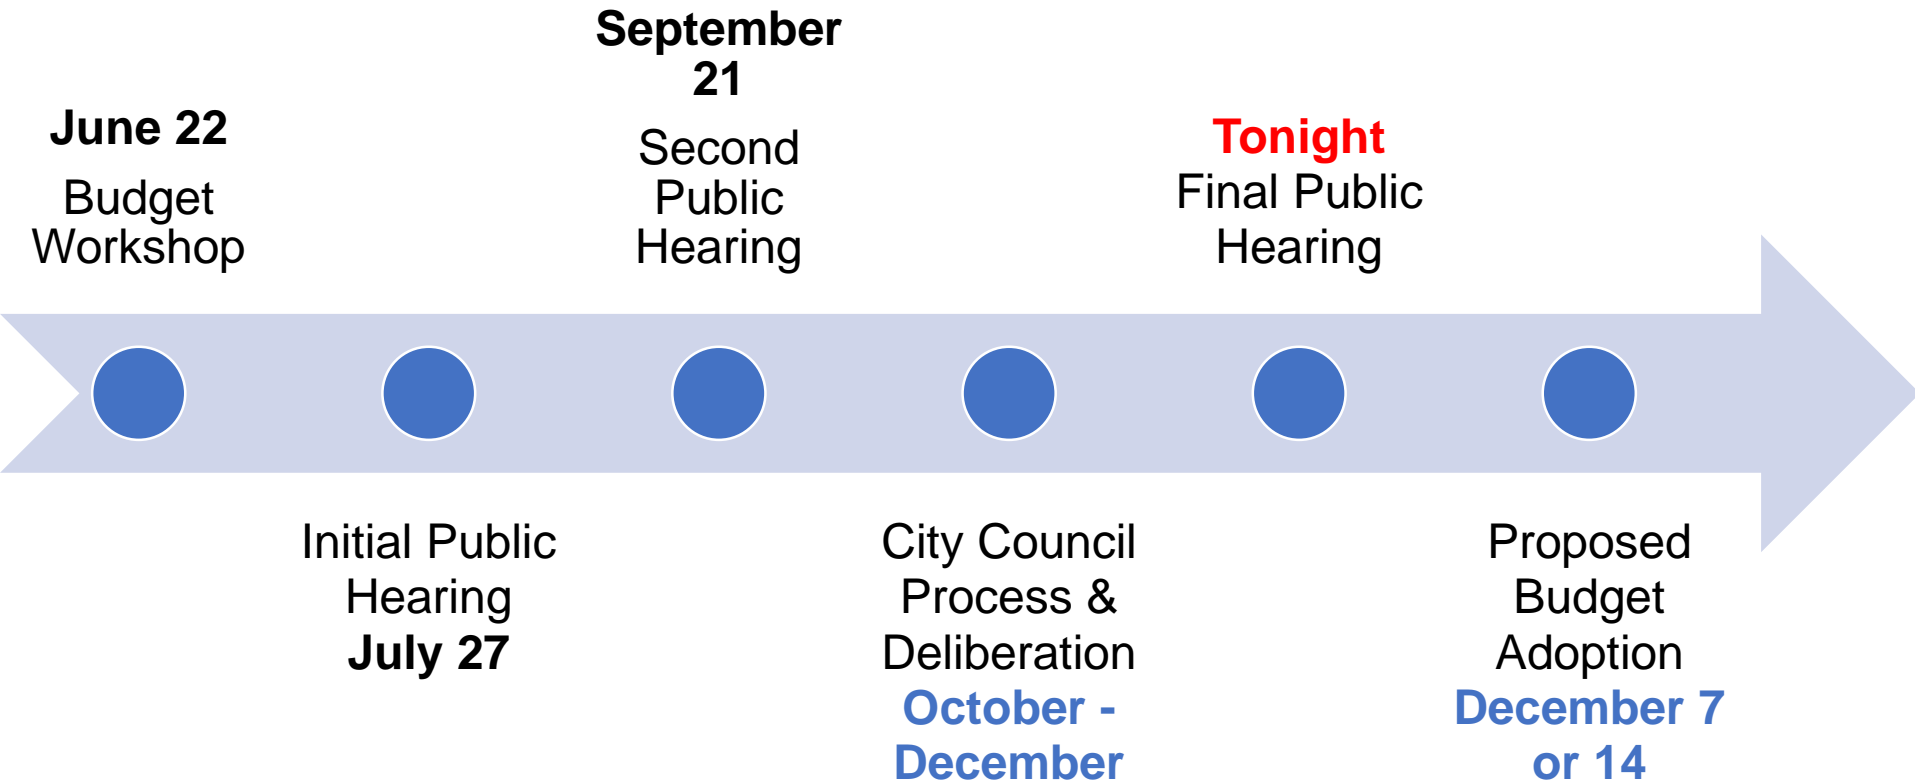 June 22
Budget
Workshop
Initial Public
Hearing
July 27
September
21
Second
Public
Hearing
City Council
Process &
Deliberation
October -
December
Tonight
Final Public
Hearing
Proposed
Budget
Adoption
December 7
or 14